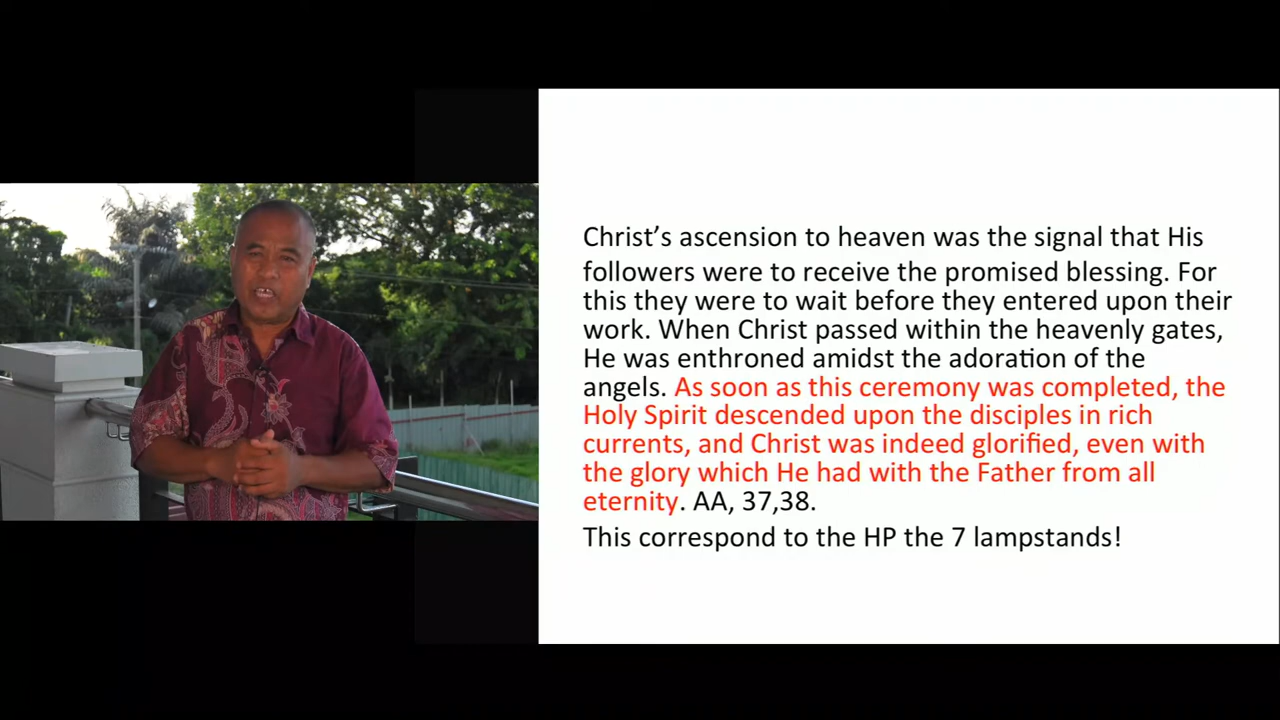 Christ’s ascension to heaven was the signal that His
followers were to receive the promised blessing. For
this they were to wait before they entered upon their
work. When Christ passed within the heavenly gates,
He was enthroned amidst the adoration of the
angels. As soon as this ceremony was completed, the
Holy Spirit descended upon the disciples in rich
currents, and Christ was indeed glorified, even with
the glory which He had with the Father from all
eternity. AA, 37,38.
This correspond to the HP the 7 lampstands!